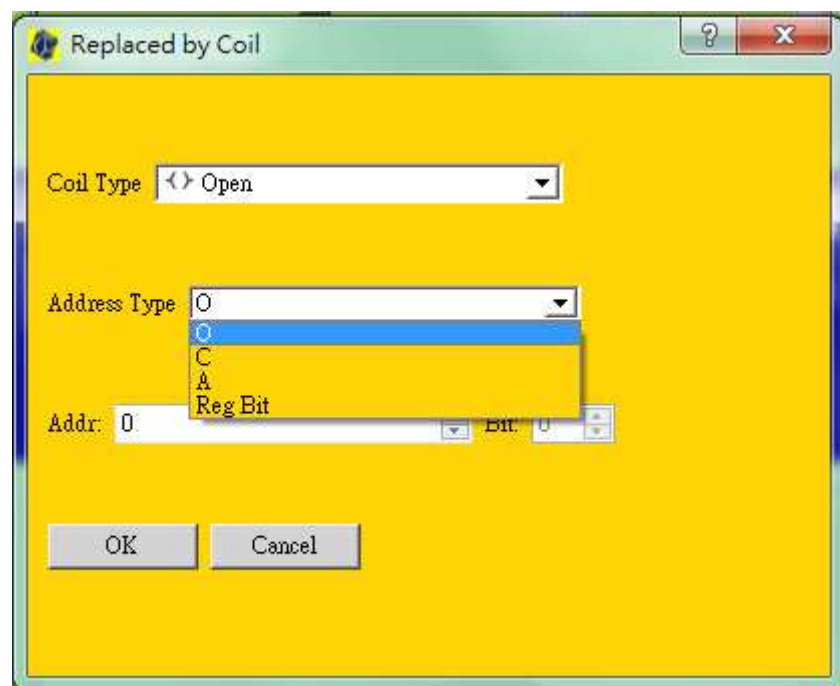 Replaced by Coil
Coil Type Open
Address Type O
O
C
A
Reg Bit
Addr: 0 Bit: 0
OK Cancel